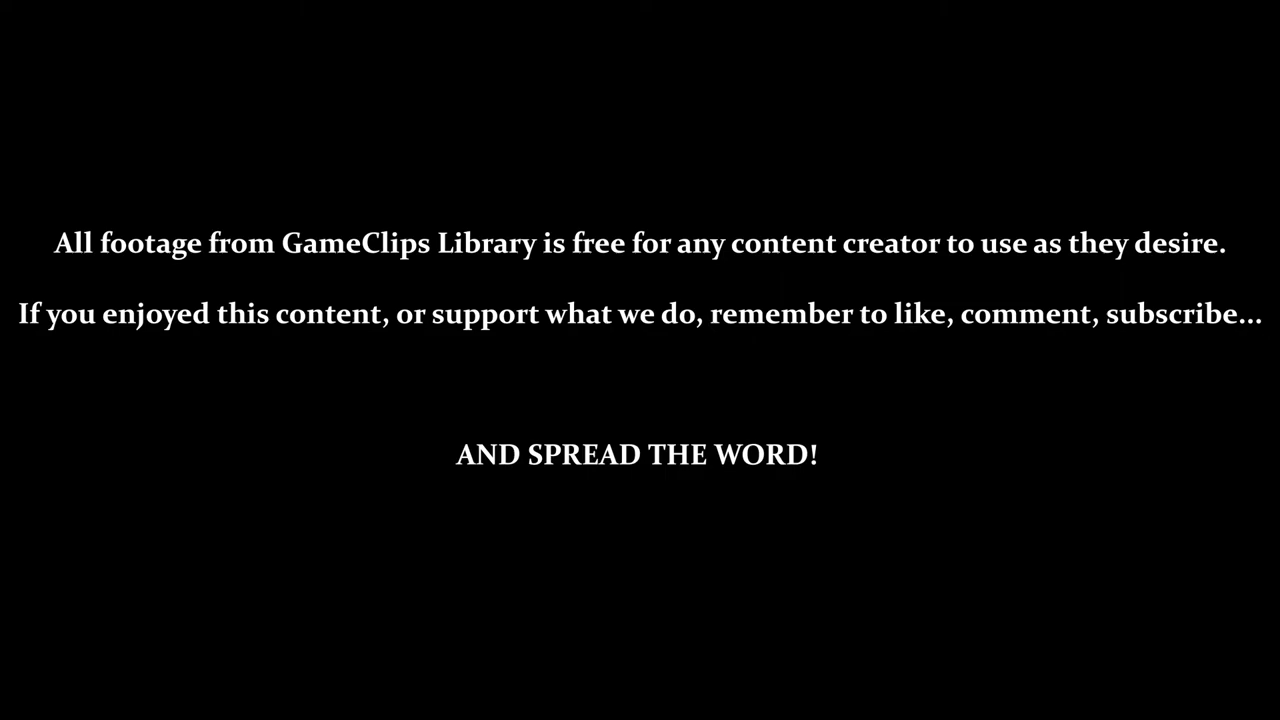 All footage from GameClips Library is free for any content creator to use as they desire.
If you enjoyed this content, or support what we do, remember to like, comment, subscribe...
AND SPREAD THE WORD!